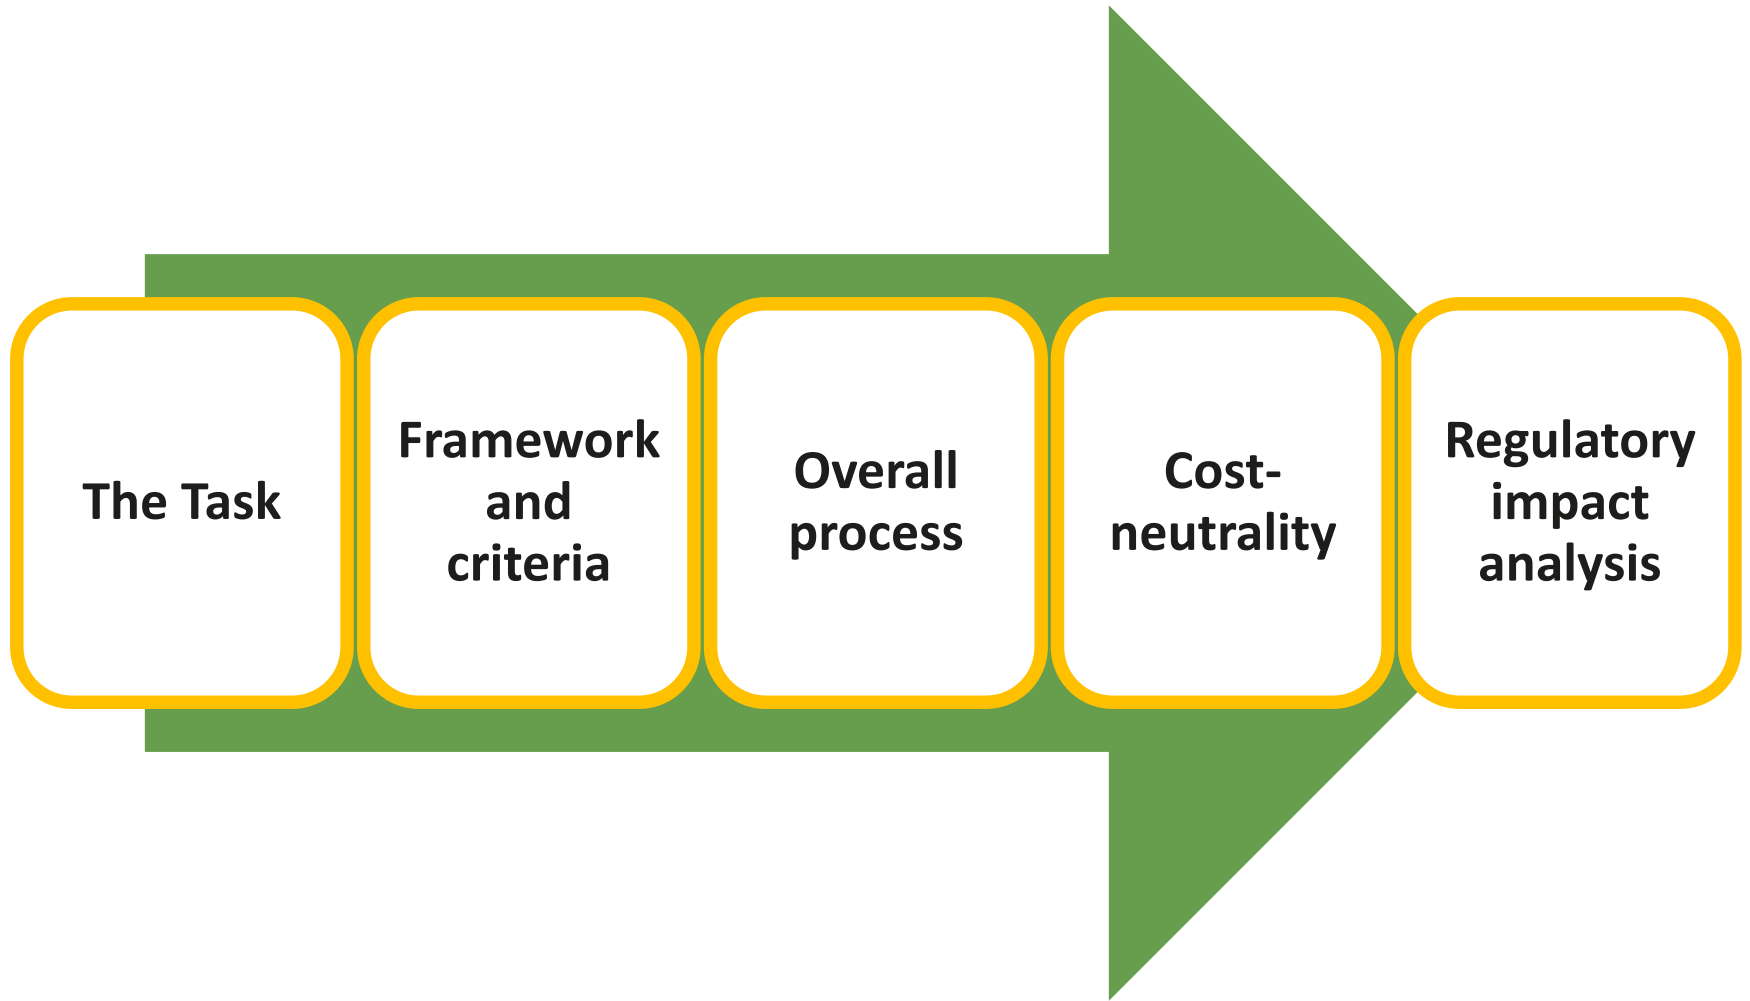 The Task
Framework
and
criteria
Overall
process
Cost-
neutrality
Regulatory
impact
analysis